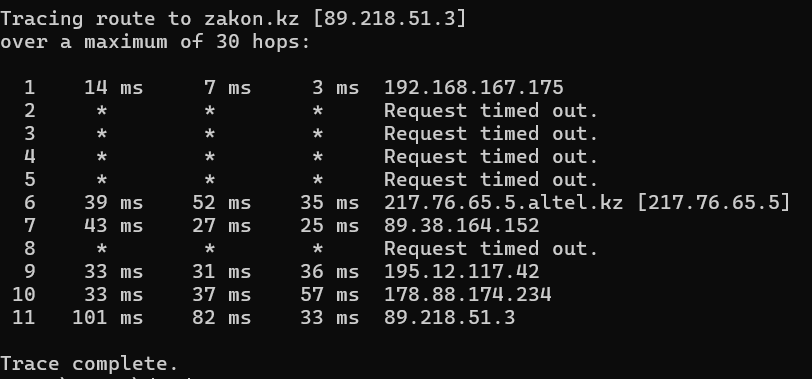 Tracing route to zakon.kz [89.218.51.3]
over a maximum of 30 hops:
1 14 ms 7 ms 3 ms 192.168.167.175
2 * * * Request timed out.
3 * * * Request timed out.
4 * * * Request timed out.
5 * * * Request timed out.
6 39 ms 52 ms 35 ms 217.76.65.5.altel.kz [217.76.65.5]
7 43 ms 27 ms 25 ms 89.38.164.152
8 * * * Request timed out.
9 33 ms 31 ms 36 ms 195.12.117.42
10 33 ms 37 ms 57 ms 178.88.174.234
11 101 ms 82 ms 33 ms 89.218.51.3
Trace complete.